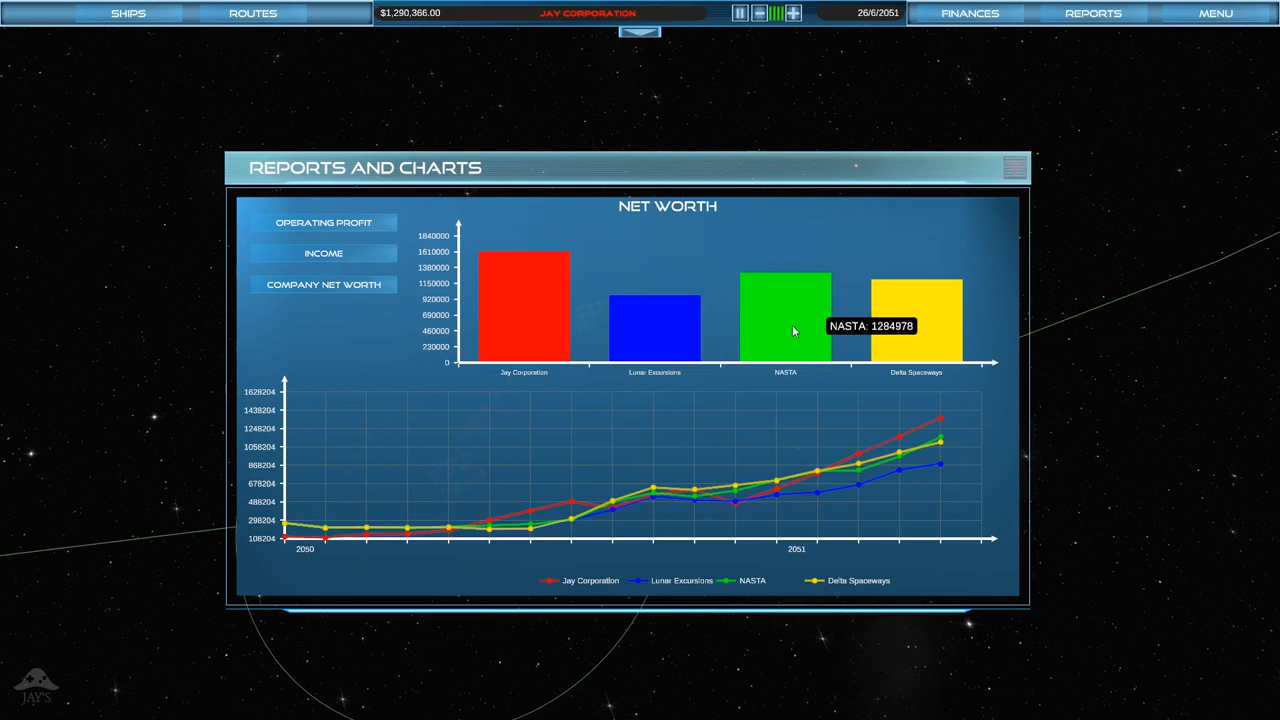 SHIPS ROUTES $1,290,366.00 JAY CORPORATION 26/6/2051 FINANCES REPORTS MENU
REPORTS AND CHARTS
OPERATING PROFIT
INCOME
COMPANY NET WORTH
NET WORTH
1840000
1610000
1380000
1150000
920000
690000
460000
230000
0
NASTA: 1284978
Jay Corporation Lunar Excursions NASTA Delta Spaceways
1628204
1438204
1248204
1058204
868204
678204
488204
298204
108204
2050 2051
Jay Corporation Lunar Excursions NASTA Delta Spaceways
JAY'S